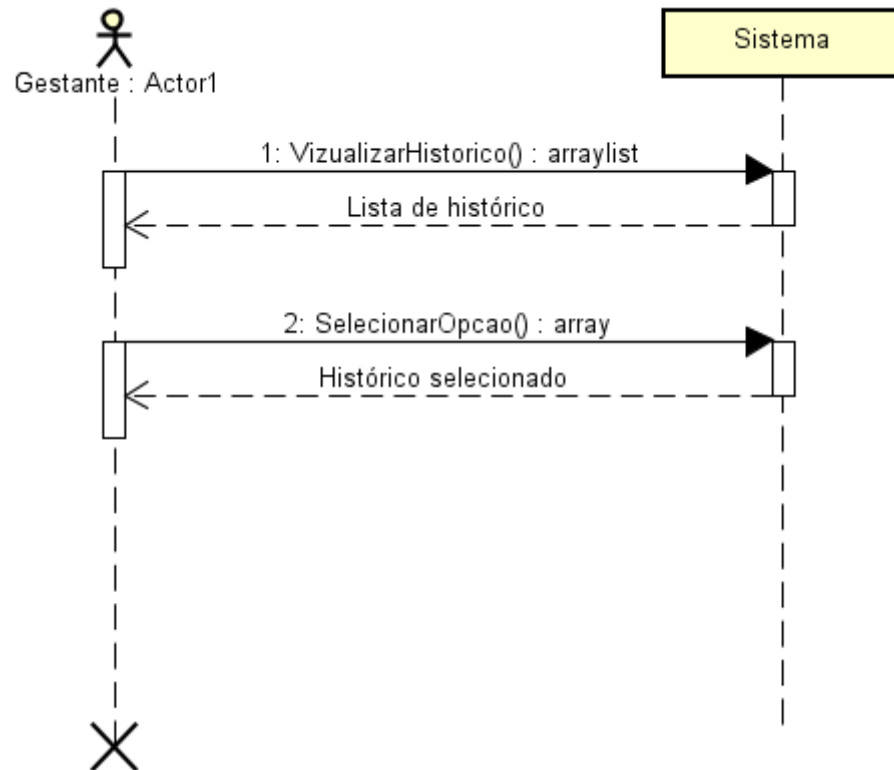 Sistema
Gestante : Actor1
1: VizualizarHistorico() : arraylist
Lista de histórico
2: SelecionarOpcao() : array
Histórico selecionado